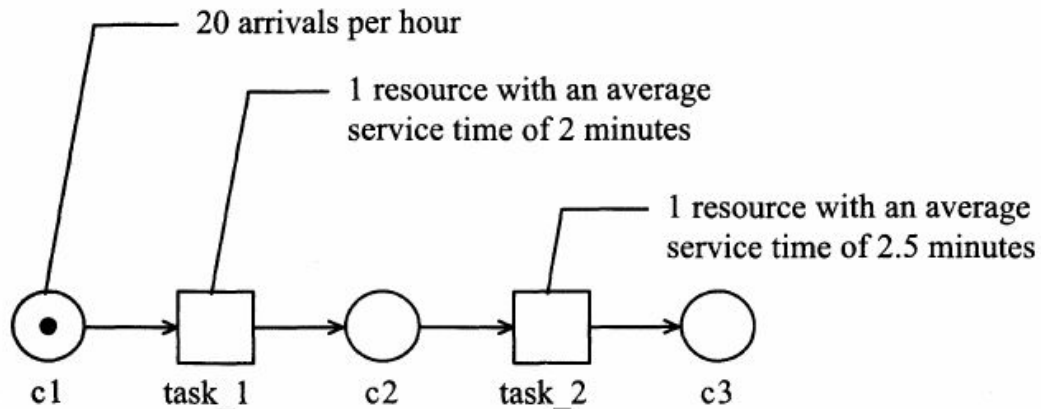 20 arrivals per hour
1 resource with an average
service time of 2 minutes
1 resource with an average
service time of 2.5 minutes
c1 task_1 c2 task_2 c3